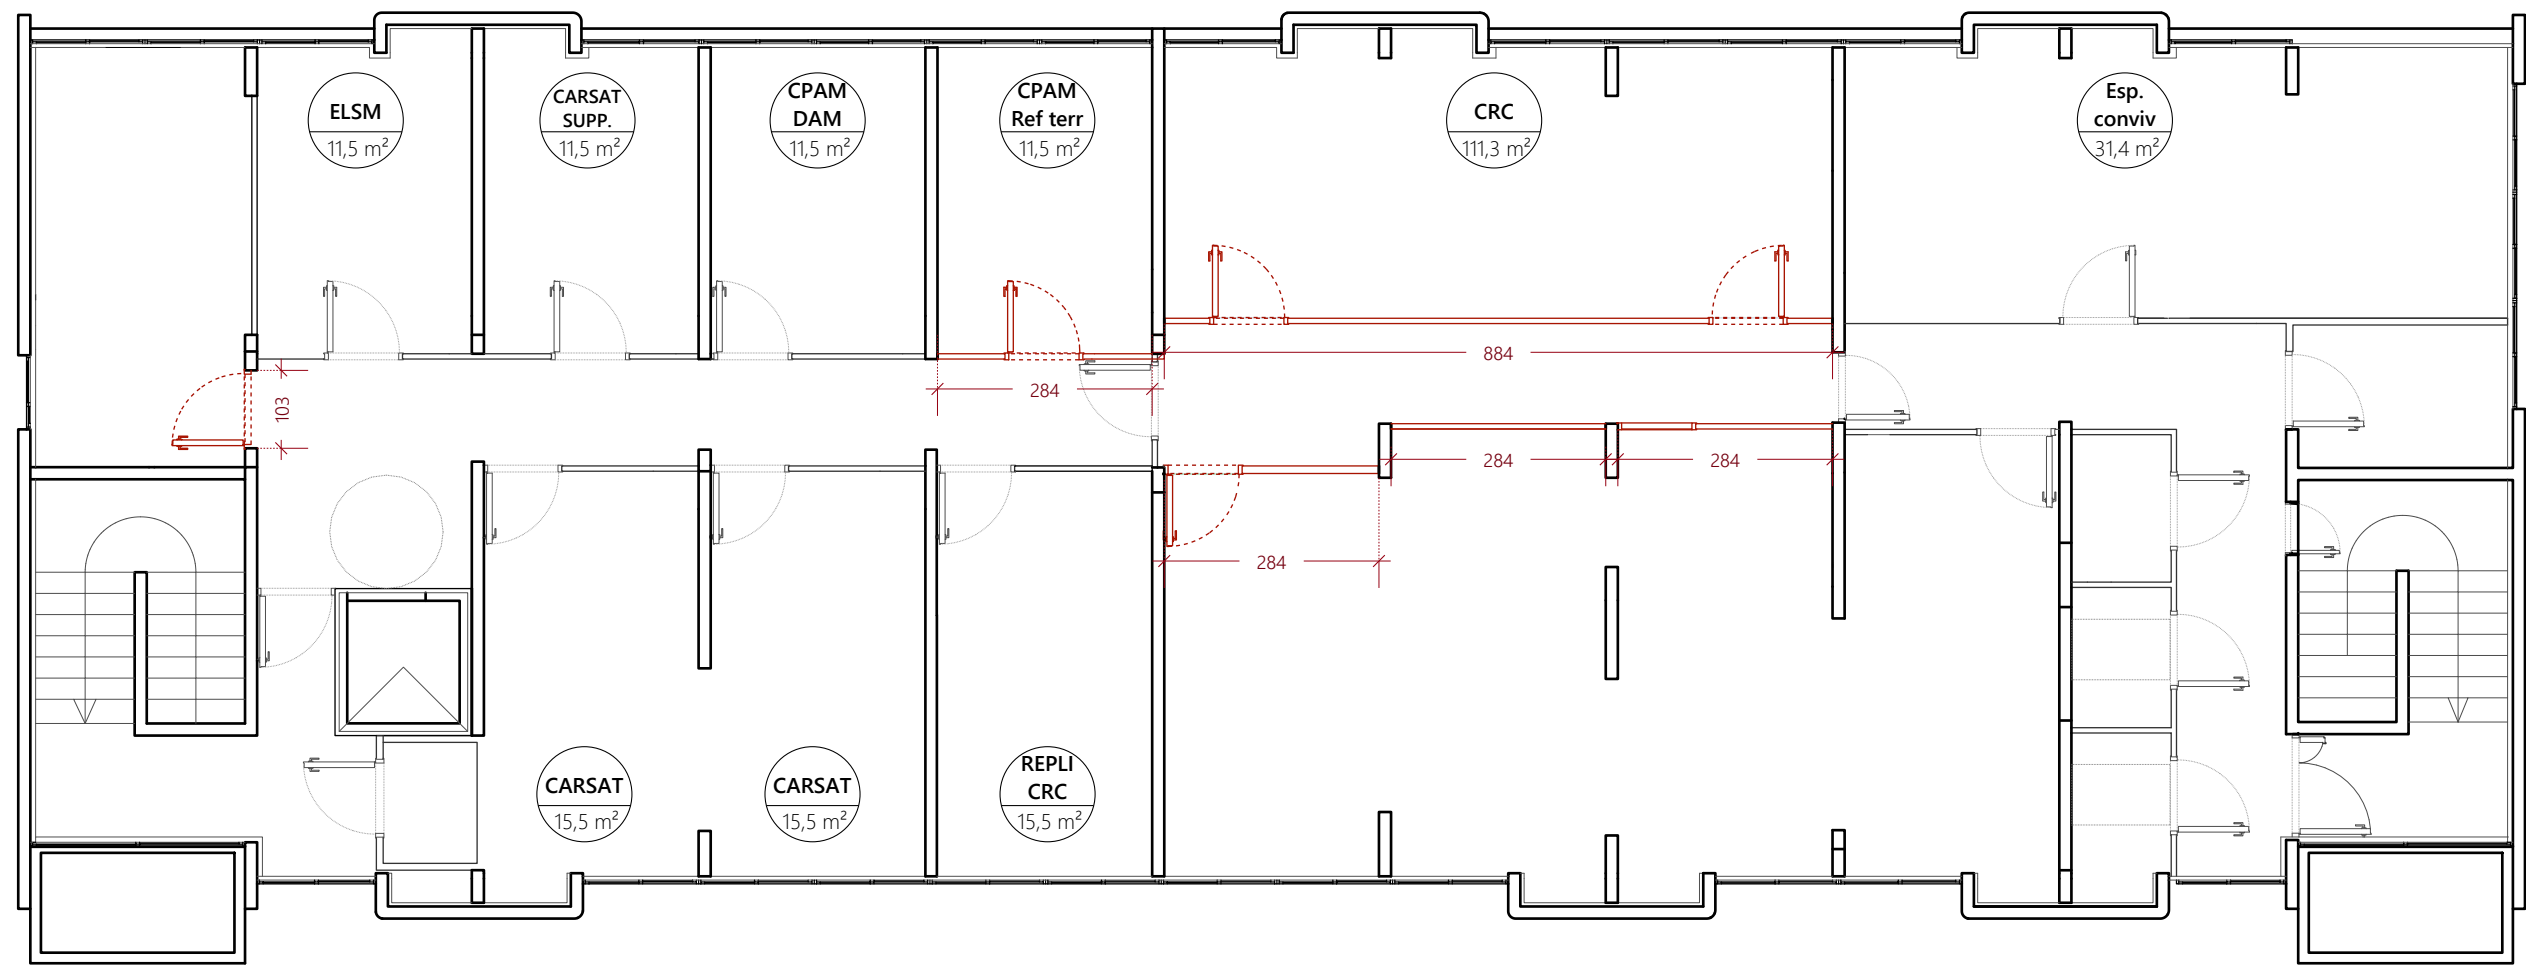 ELSM
11,5 m²
CARSAT
SUPP.
11,5 m²
CPAM
DAM
11,5 m²
CPAM
Ref terr
11,5 m²
CRC
111,3 m²
Esp.
conviv
31,4 m²
884
284
103
284
284
284
CARSAT
15,5 m²
CARSAT
15,5 m²
REPLI
CRC
15,5 m²